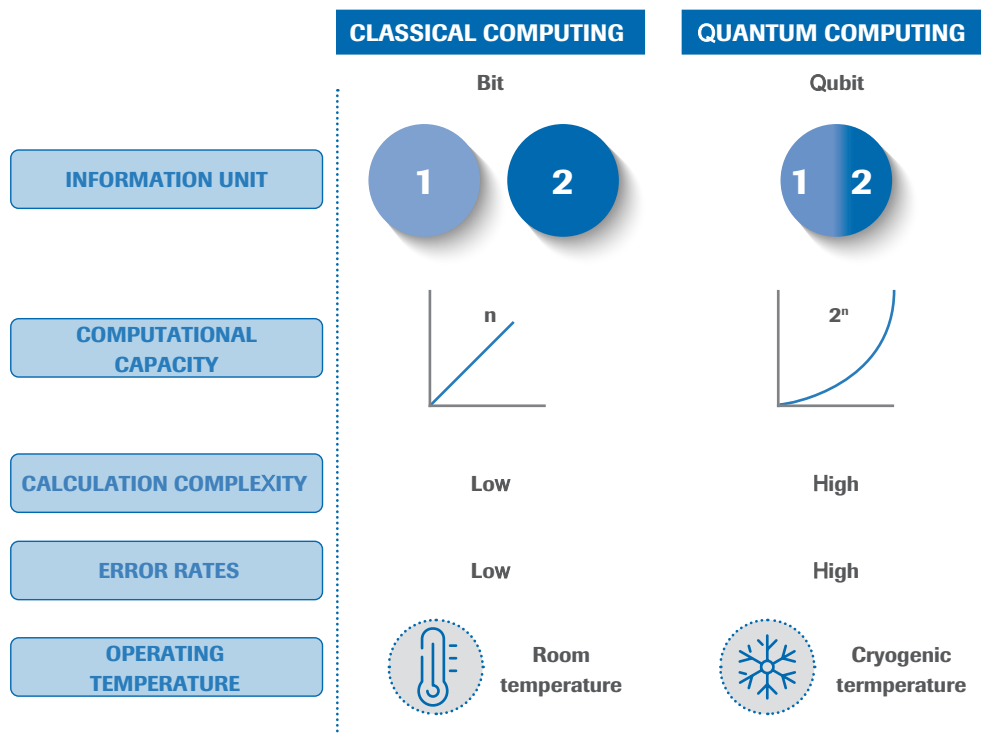 CLASSICAL COMPUTING
QUANTUM COMPUTING
Bit
Qubit
INFORMATION UNIT
1
2
1
2
COMPUTATIONAL
CAPACITY
n
2ⁿ
CALCULATION COMPLEXITY
Low
High
ERROR RATES
Low
High
OPERATING
TEMPERATURE
Room
temperature
Cryogenic
termperature